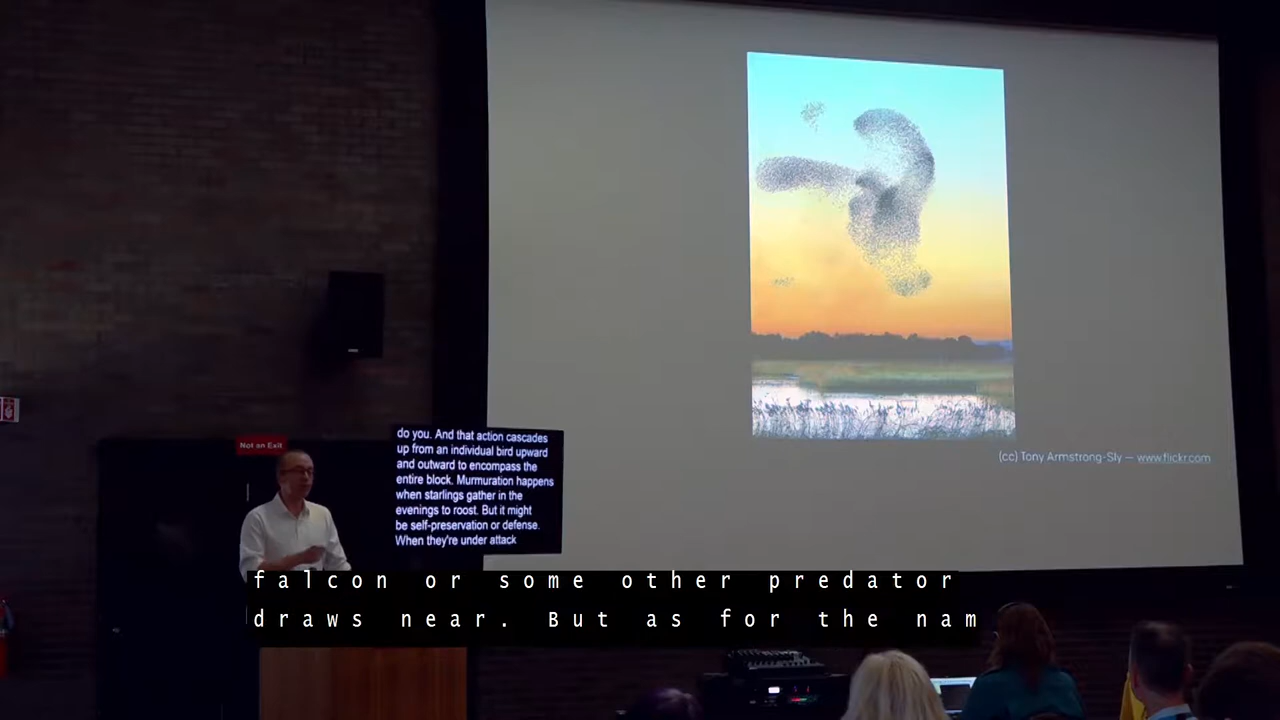 (cc) Tony Armstrong-Sly — www.flickr.com
Not an Exit
do you. And that action cascades
up from an individual bird upward
and outward to encompass the
entire block. Murmuration happens
when starlings gather in the
evenings to roost. But it might
be self-preservation or defense.
When they're under attack
falcon or some other predator
draws near. But as for the nam